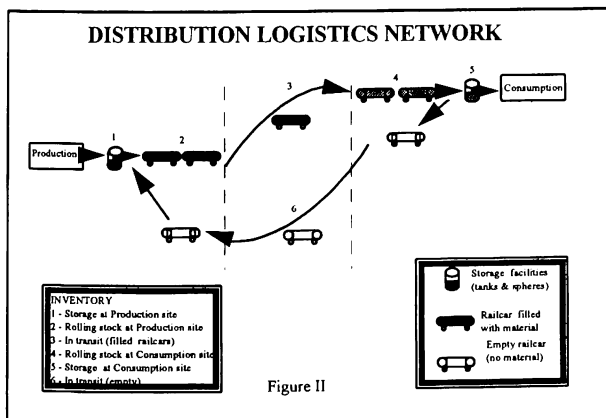 DISTRIBUTION LOGISTICS NETWORK
5
3
4
Consumption
1
2
Production
6
INVENTORY
1 - Storage at Production site
2 - Rolling stock at Production site
3 - In transit (filled railcars)
4 - Rolling stock at Consumption site
5 - Storage at Consumption site
6 - In transit (empty)
Storage facilities
(tanks & spheres)
Railcar filled
with material
Empty railcar
(no material)
Figure II